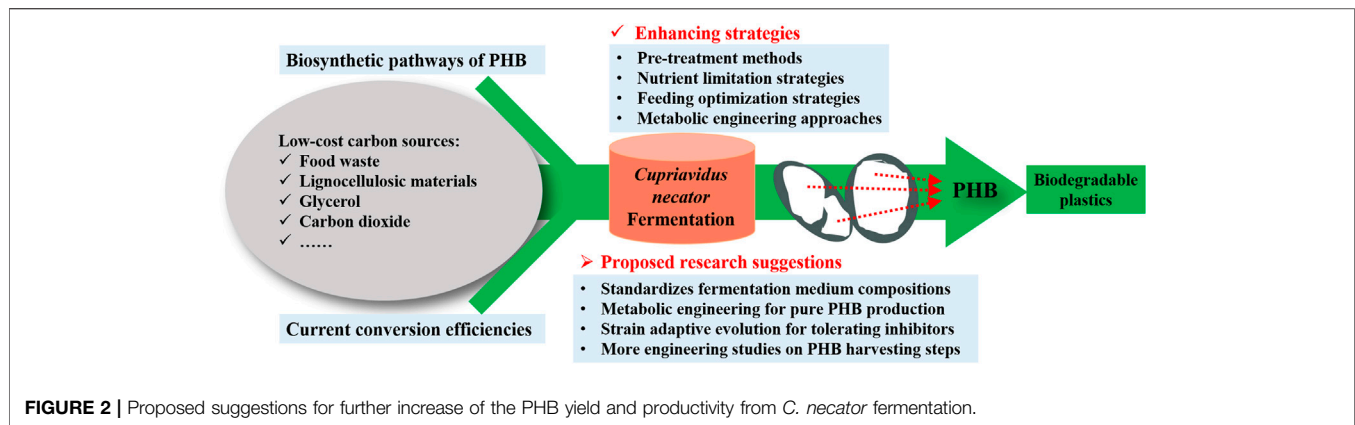 Biosynthetic pathways of PHB
Low-cost carbon sources:
✓ Food waste
✓ Lignocellulosic materials
✓ Glycerol
✓ Carbon dioxide
✓ ......
Current conversion efficiencies
✓ Enhancing strategies
• Pre-treatment methods
• Nutrient limitation strategies
• Feeding optimization strategies
• Metabolic engineering approaches
Cupriavidus
necator
Fermentation
PHB
Biodegradable
plastics
➢ Proposed research suggestions
• Standardizes fermentation medium compositions
• Metabolic engineering for pure PHB production
• Strain adaptive evolution for tolerating inhibitors
• More engineering studies on PHB harvesting steps
FIGURE 2 | Proposed suggestions for further increase of the PHB yield and productivity from C. necator fermentation.